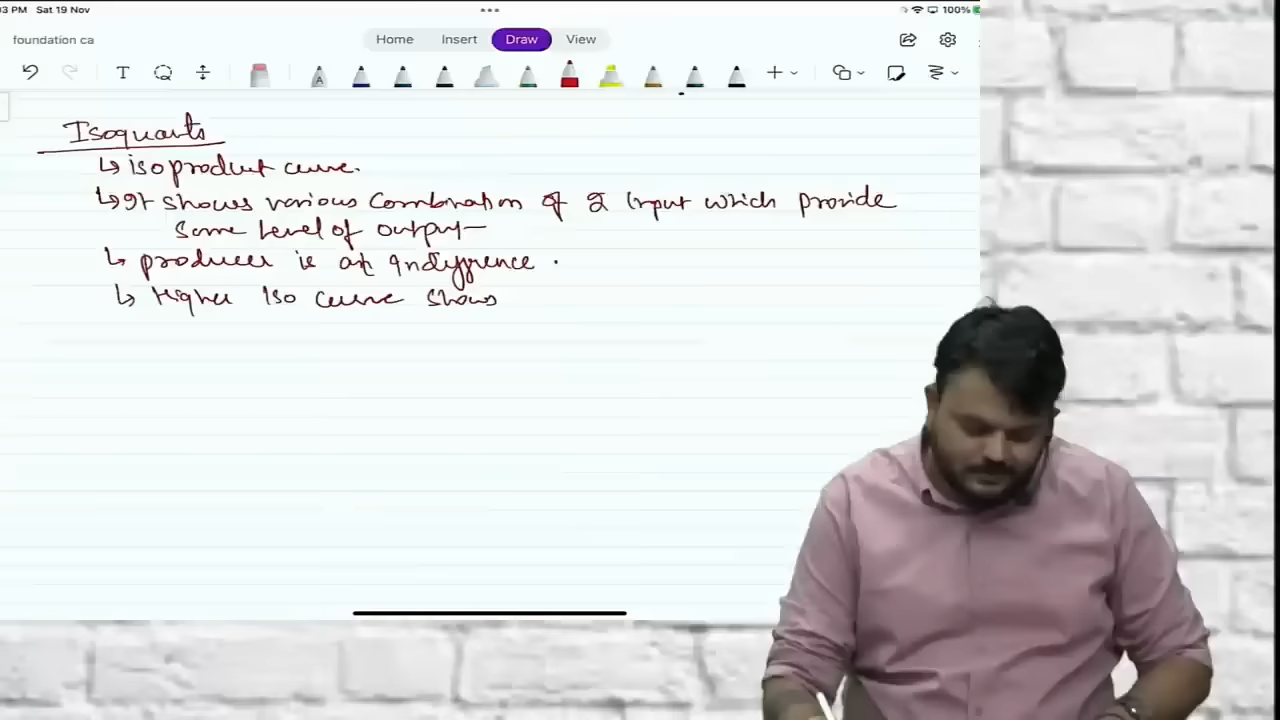 3 PM Sat 19 Nov
100%
foundation ca
Home Insert Draw View
T
A
Isoquants
↳ isoproduct curve.
↳ It shows various Combination of 2 Input which provide
Same level of output
↳ producer is at Indiffrence.
↳ Higher Iso curve shows